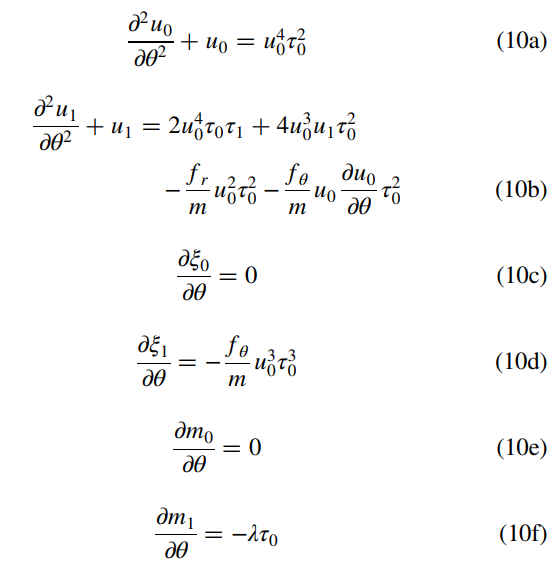 ∂²u₀/∂θ² + u₀ = u₀⁴τ₀² (10a)
∂²u₁/∂θ² + u₁ = 2u₀⁴τ₀τ₁ + 4u₀³u₁τ₀²
− (f_r/m) u₀²τ₀² − (f_θ/m) u₀ (∂u₀/∂θ) τ₀² (10b)
∂ξ₀/∂θ = 0 (10c)
∂ξ₁/∂θ = − (f_θ/m) u₀³τ₀³ (10d)
∂m₀/∂θ = 0 (10e)
∂m₁/∂θ = −λτ₀ (10f)